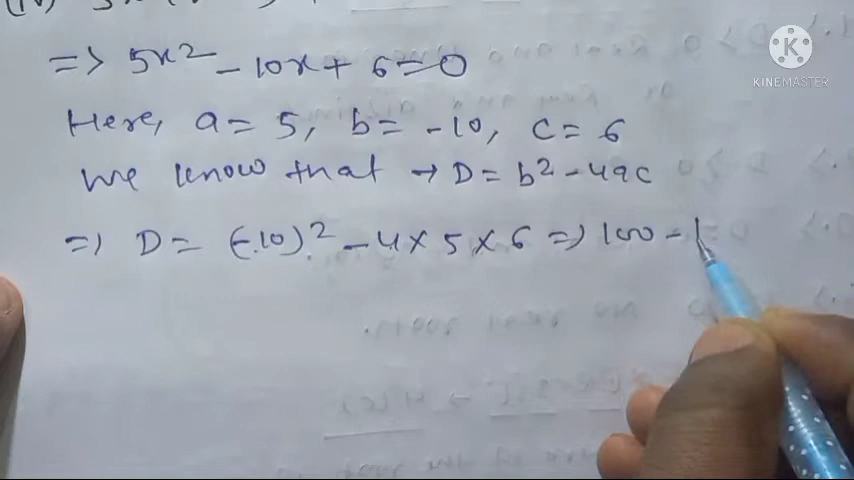 K
KINEMASTER
=> 5x² - 10x + 6 = 0
Here, a = 5, b = -10, c = 6
We know that → D = b² - 4ac
=> D = (-10)² - 4 × 5 × 6 => 100 - 1